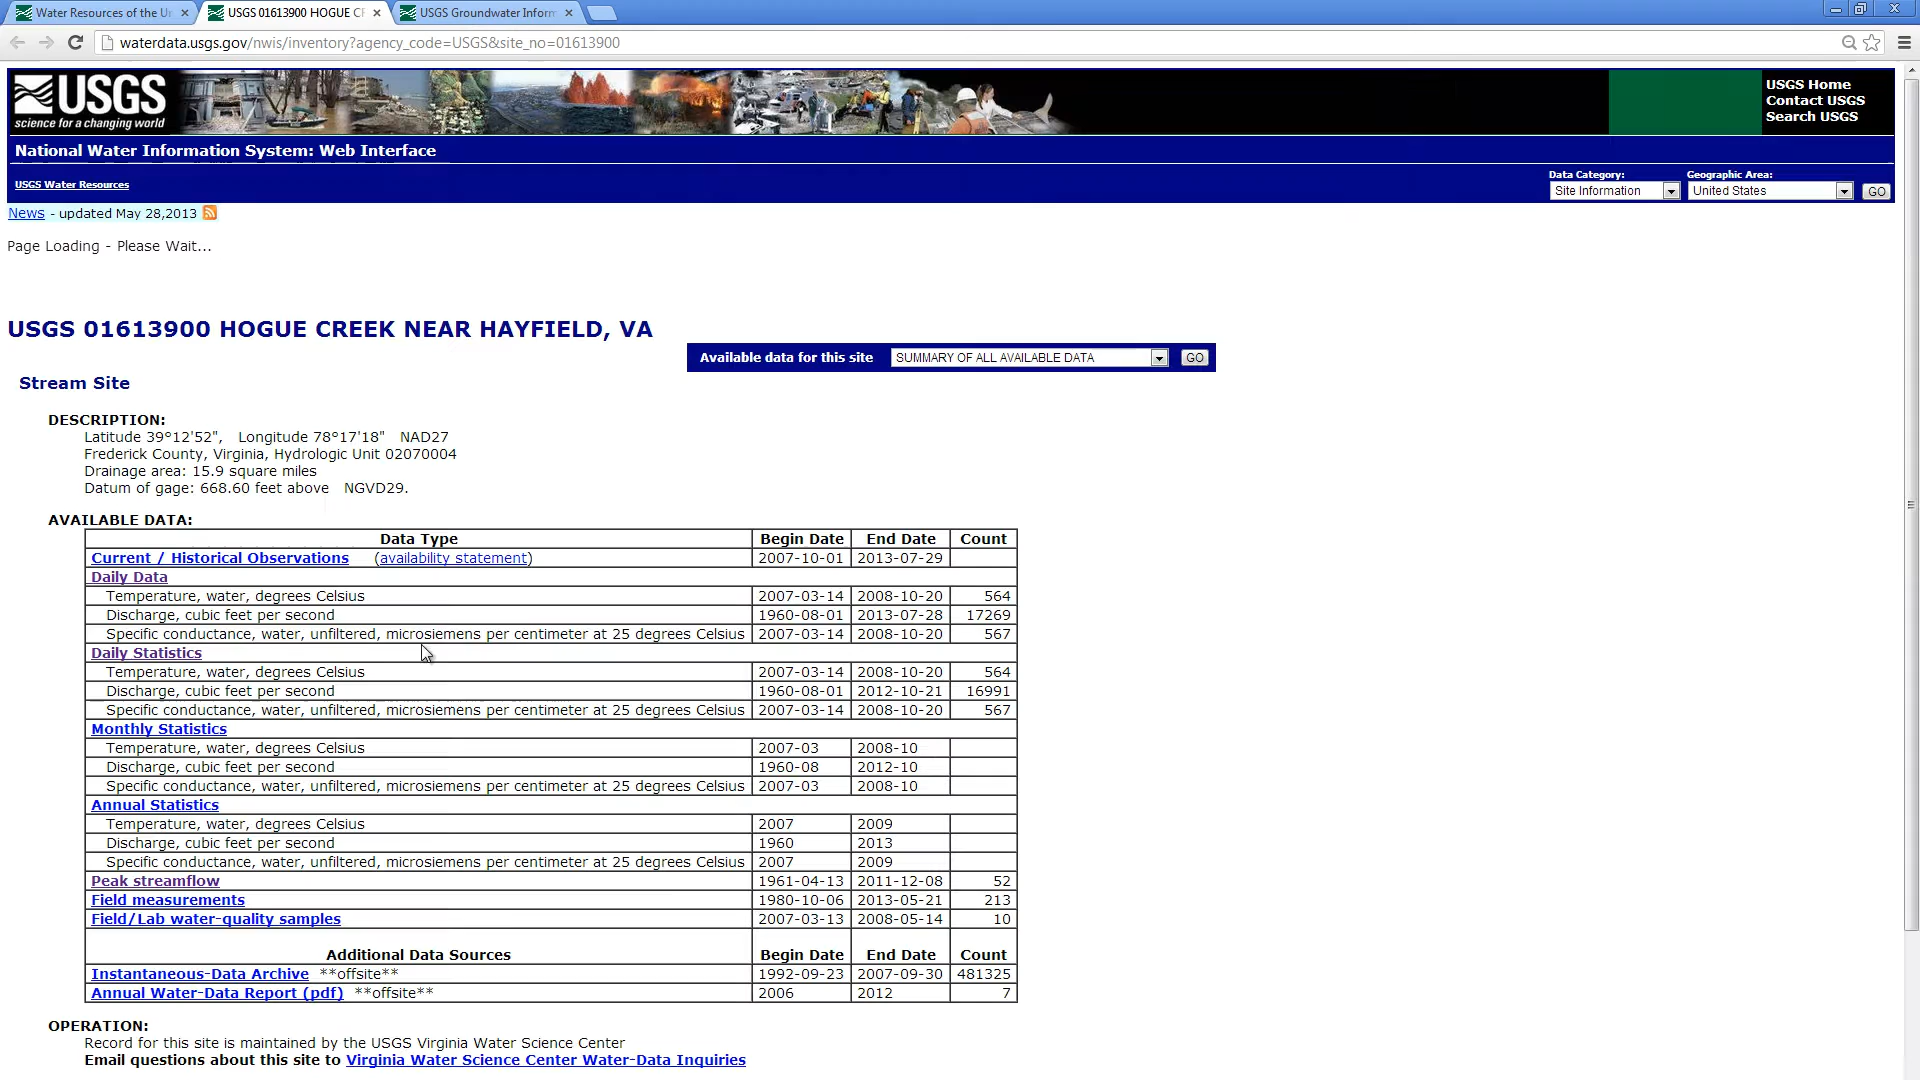 Water Resources of the Un
USGS 01613900 HOGUE CR
USGS Groundwater Inform
waterdata.usgs.gov/nwis/inventory?agency_code=USGS&site_no=01613900
USGS
science for a changing world
USGS Home
Contact USGS
Search USGS
National Water Information System: Web Interface
USGS Water Resources
Data Category:
Geographic Area:
Site Information
United States
GO
News - updated May 28,2013
Page Loading - Please Wait...
USGS 01613900 HOGUE CREEK NEAR HAYFIELD, VA
Available data for this site SUMMARY OF ALL AVAILABLE DATA GO
Stream Site
DESCRIPTION:
Latitude 39°12'52", Longitude 78°17'18" NAD27
Frederick County, Virginia, Hydrologic Unit 02070004
Drainage area: 15.9 square miles
Datum of gage: 668.60 feet above NGVD29.
AVAILABLE DATA:
Data Type Begin Date End Date Count
Current / Historical Observations (availability statement) 2007-10-01 2013-07-29
Daily Data
Temperature, water, degrees Celsius 2007-03-14 2008-10-20 564
Discharge, cubic feet per second 1960-08-01 2013-07-28 17269
Specific conductance, water, unfiltered, microsiemens per centimeter at 25 degrees Celsius 2007-03-14 2008-10-20 567
Daily Statistics
Temperature, water, degrees Celsius 2007-03-14 2008-10-20 564
Discharge, cubic feet per second 1960-08-01 2012-10-21 16991
Specific conductance, water, unfiltered, microsiemens per centimeter at 25 degrees Celsius 2007-03-14 2008-10-20 567
Monthly Statistics
Temperature, water, degrees Celsius 2007-03 2008-10
Discharge, cubic feet per second 1960-08 2012-10
Specific conductance, water, unfiltered, microsiemens per centimeter at 25 degrees Celsius 2007-03 2008-10
Annual Statistics
Temperature, water, degrees Celsius 2007 2009
Discharge, cubic feet per second 1960 2013
Specific conductance, water, unfiltered, microsiemens per centimeter at 25 degrees Celsius 2007 2009
Peak streamflow 1961-04-13 2011-12-08 52
Field measurements 1980-10-06 2013-05-21 213
Field/Lab water-quality samples 2007-03-13 2008-05-14 10
Additional Data Sources Begin Date End Date Count
Instantaneous-Data Archive **offsite** 1992-09-23 2007-09-30 481325
Annual Water-Data Report (pdf) **offsite** 2006 2012 7
OPERATION:
Record for this site is maintained by the USGS Virginia Water Science Center
Email questions about this site to Virginia Water Science Center Water-Data Inquiries